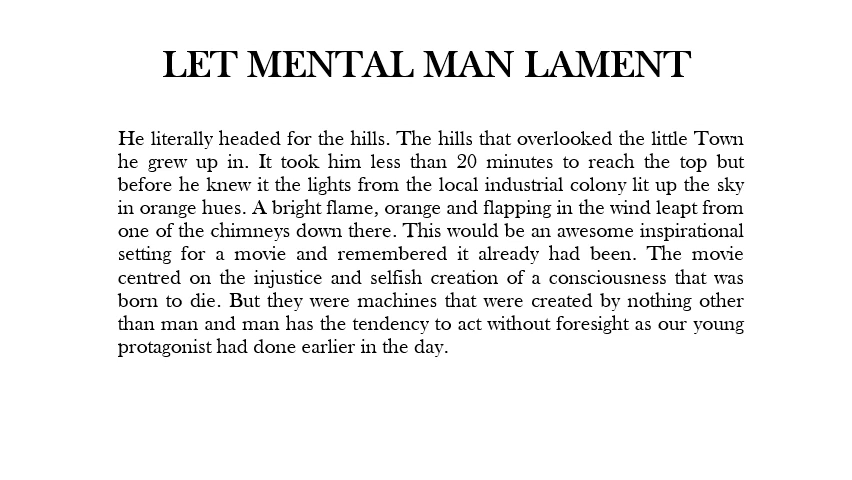 LET MENTAL MAN LAMENT
He literally headed for the hills. The hills that overlooked the little Town
he grew up in. It took him less than 20 minutes to reach the top but
before he knew it the lights from the local industrial colony lit up the sky
in orange hues. A bright flame, orange and flapping in the wind leapt from
one of the chimneys down there. This would be an awesome inspirational
setting for a movie and remembered it already had been. The movie
centred on the injustice and selfish creation of a consciousness that was
born to die. But they were machines that were created by nothing other
than man and man has the tendency to act without foresight as our young
protagonist had done earlier in the day.